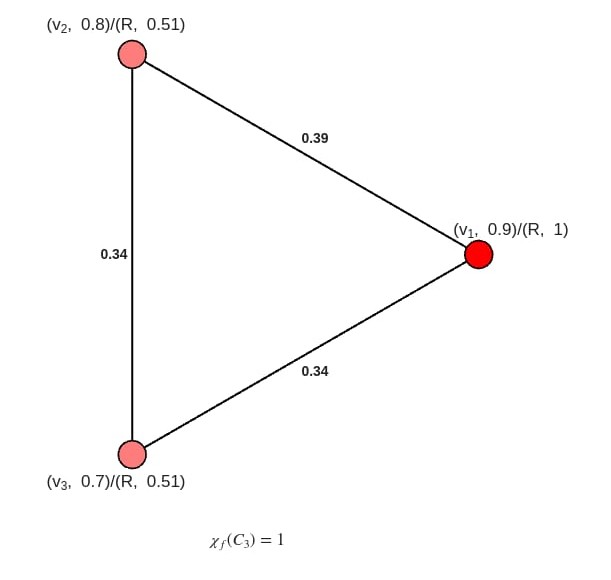 (v₂, 0.8)/(R, 0.51)
0.39
(v₁, 0.9)/(R, 1)
0.34
0.34
(v₃, 0.7)/(R, 0.51)
χ_f(C₃) = 1